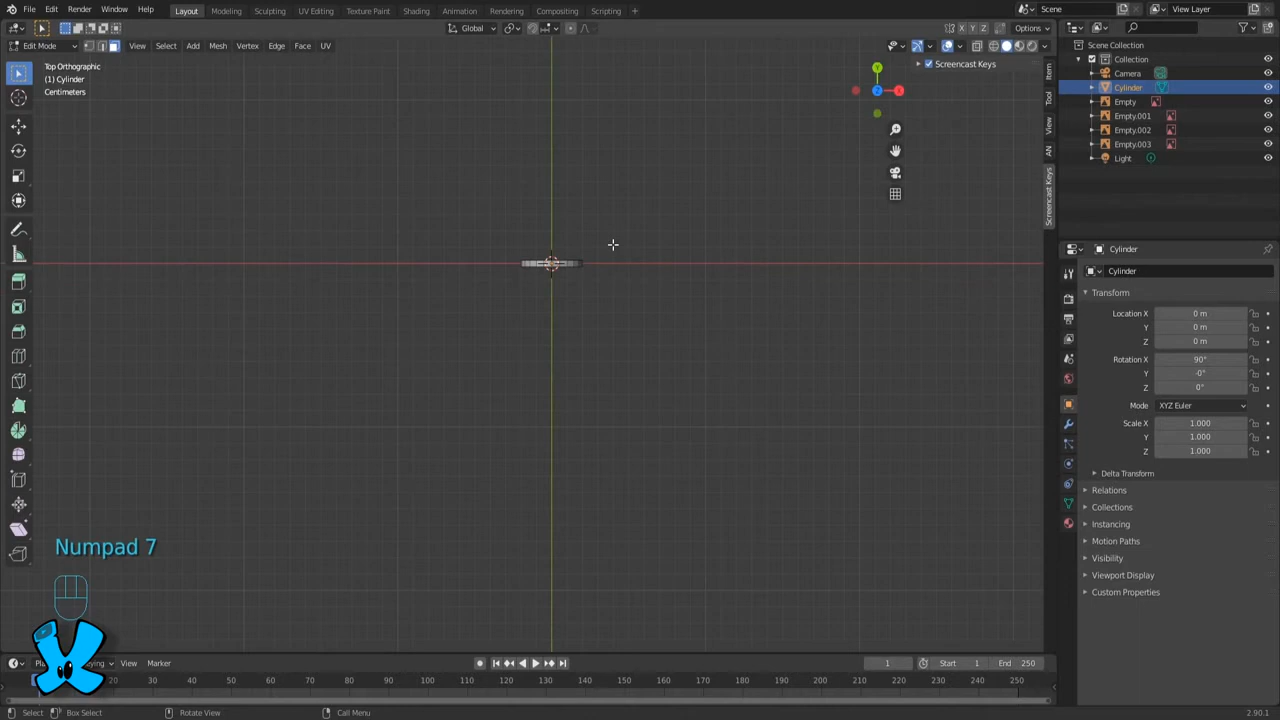 File Edit Render Window Help Layout Modeling Sculpting UV Editing Texture Paint Shading Animation Rendering Compositing Scripting + Scene View Layer
Global Options
Edit Mode View Select Add Mesh Vertex Edge Face UV
Top Orthographic
(1) Cylinder
Centimeters
Screencast Keys
Y
Z
X
Item
Tool
View
AN
Screencast Keys
Numpad 7
View Marker
1 Start 1 End 250
20 30 40 50 60 70 80 90 100 110 120 130 140 150 160 170 180 190 200 210 220 230 240 250
Select Box Select Rotate View Call Menu 2.90.1
Scene Collection
Collection
Camera
Cylinder
Empty
Empty.001
Empty.002
Empty.003
Light
Cylinder
Cylinder
Transform
Location X 0 m
Y 0 m
Z 0 m
Rotation X 90°
Y -0°
Z 0°
Mode XYZ Euler
Scale X 1.000
Y 1.000
Z 1.000
Delta Transform
Relations
Collections
Instancing
Motion Paths
Visibility
Viewport Display
Custom Properties